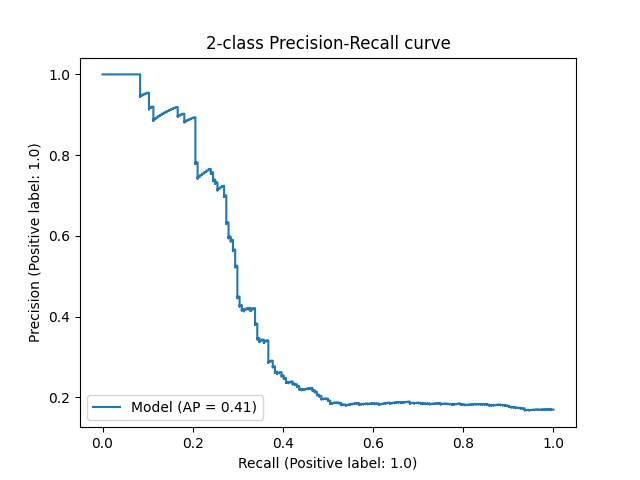 2-class Precision-Recall curve
1.0
0.8
0.6
0.4
0.2
Precision (Positive label: 1.0)
Model (AP = 0.41)
0.0 0.2 0.4 0.6 0.8 1.0
Recall (Positive label: 1.0)